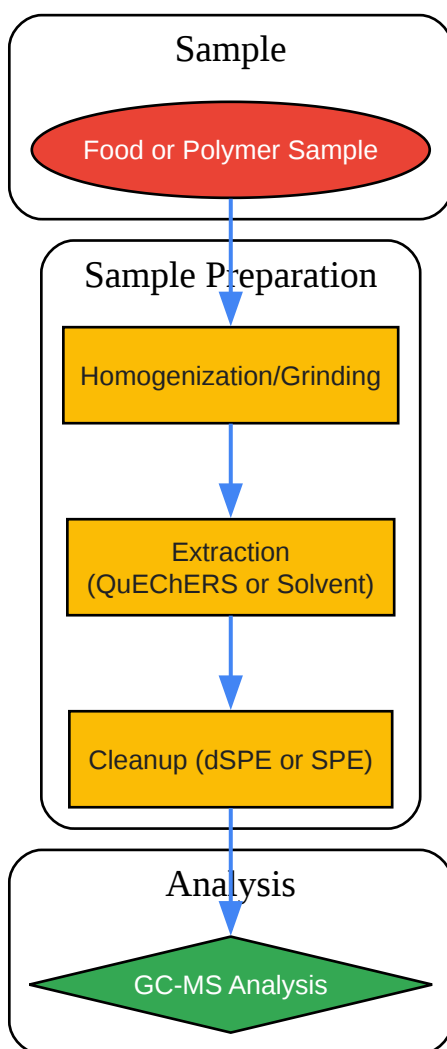 Sample
Food or Polymer Sample
Sample Preparation
Homogenization/Grinding
Extraction
(QuEChERS or Solvent)
Cleanup (dSPE or SPE)
Analysis
GC-MS Analysis